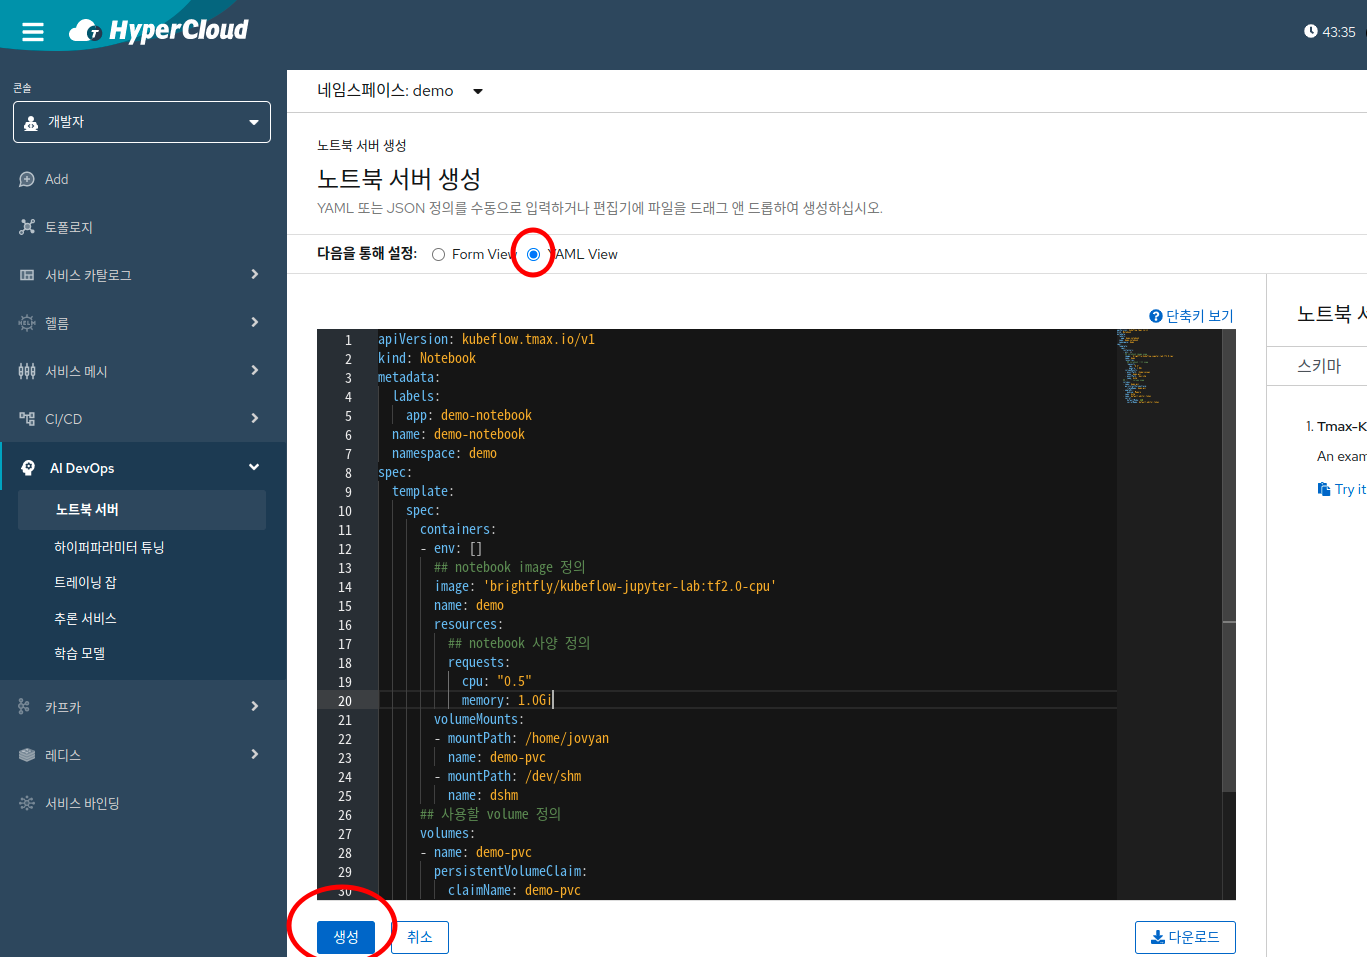 HyperCloud
43:35
콘솔
개발자
Add
토폴로지
서비스 카탈로그
헬름
서비스 메시
CI/CD
AI DevOps
노트북 서버
하이퍼파라미터 튜닝
트레이닝 잡
추론 서비스
학습 모델
카프카
레디스
서비스 바인딩
네임스페이스: demo
노트북 서버 생성
노트북 서버 생성
YAML 또는 JSON 정의를 수동으로 입력하거나 편집기에 파일을 드래그 앤 드롭하여 생성하십시오.
다음을 통해 설정: Form View YAML View
단축키 보기
1 apiVersion: kubeflow.tmax.io/v1
2 kind: Notebook
3 metadata:
4 labels:
5 app: demo-notebook
6 name: demo-notebook
7 namespace: demo
8 spec:
9 template:
10 spec:
11 containers:
12 - env: []
13 ## notebook image 정의
14 image: 'brightfly/kubeflow-jupyter-lab:tf2.0-cpu'
15 name: demo
16 resources:
17 ## notebook 사양 정의
18 requests:
19 cpu: "0.5"
20 memory: 1.0Gi
21 volumeMounts:
22 - mountPath: /home/jovyan
23 name: demo-pvc
24 - mountPath: /dev/shm
25 name: dshm
26 ## 사용할 volume 정의
27 volumes:
28 - name: demo-pvc
29 persistentVolumeClaim:
30 claimName: demo-pvc
생성 취소 다운로드
노트북 서
스키마
1. Tmax-K
An exam
Try it